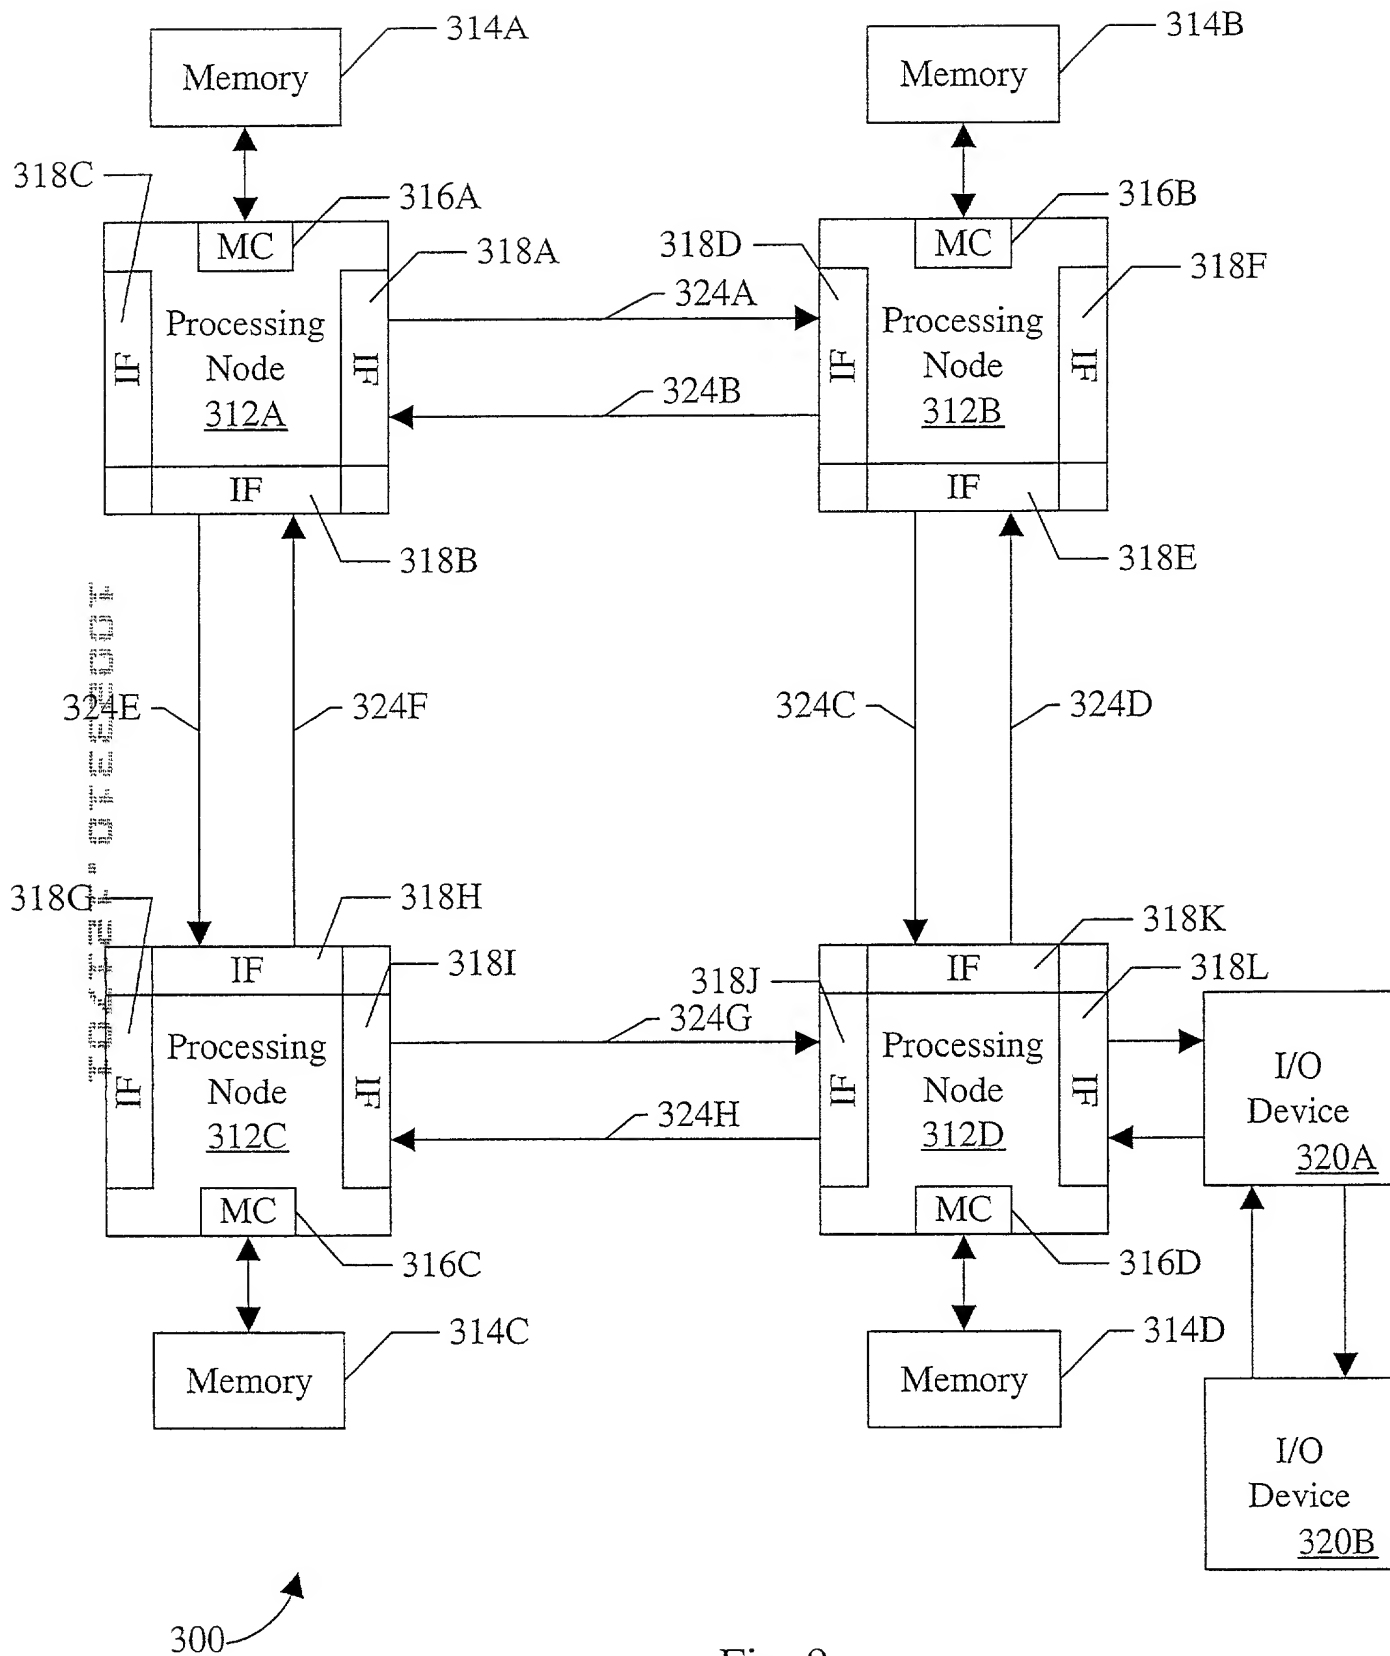 314A
Memory
314B
Memory
318C
316A
MC
318A
316B
MC
318D
318F
324A
Processing
Node
312A
IF
IF
IF
324B
Processing
Node
312B
IF
IF
IF
318B
318E
324E
324F
324C
324D
318G
318H
318K
IF
318I
IF
318J
318L
324G
Processing
Node
312C
IF
IF
324H
Processing
Node
312D
IF
IF
I/O
Device
320A
MC
316C
MC
316D
314C
Memory
314D
Memory
I/O
Device
320B
300